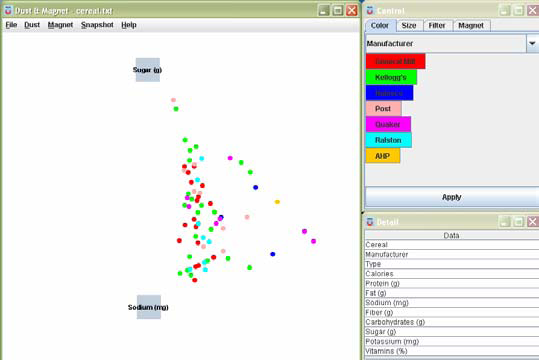 Dust & Magnet - cereal.txt
File Dust Magnet Snapshot Help
Sugar (g)
Sodium (mg)
Control
Color Size Filter Magnet
Manufacturer
General Mill
Kellogg's
Nabisco
Post
Quaker
Ralston
AHP
Apply
Detail
Data
Cereal
Manufacturer
Type
Calories
Protein (g)
Fat (g)
Sodium (mg)
Fiber (g)
Carbohydrates (g)
Sugar (g)
Potassium (mg)
Vitamins (%)